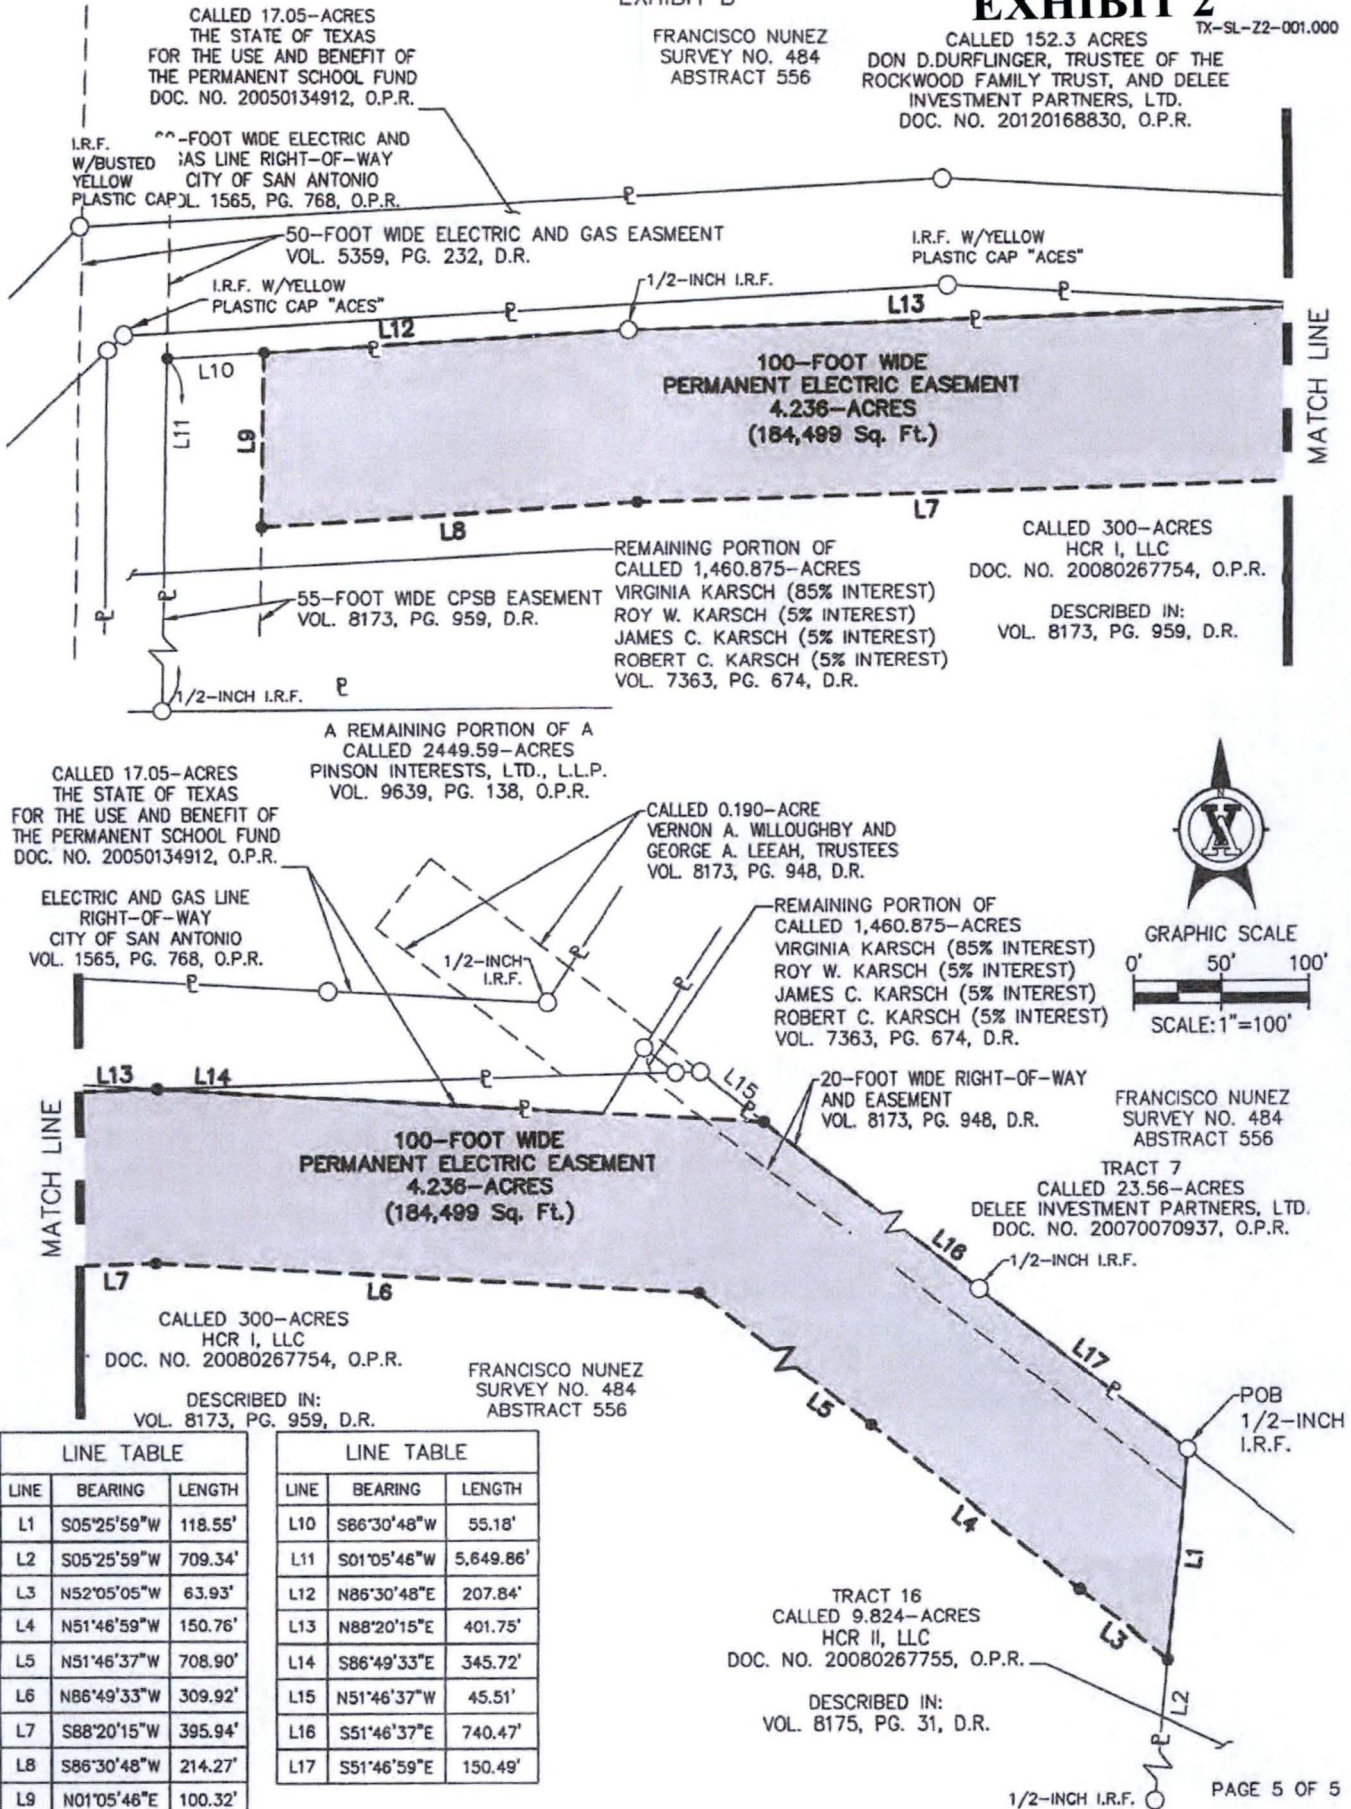 EXHIBIT 2
TX-SL-Z2-001.000
CALLED 17.05-ACRES
THE STATE OF TEXAS
FOR THE USE AND BENEFIT OF
THE PERMANENT SCHOOL FUND
DOC. NO. 20050134912, O.P.R.
FRANCISCO NUNEZ
SURVEY NO. 484
ABSTRACT 556
CALLED 152.3 ACRES
DON D.DURFLINGER, TRUSTEE OF THE
ROCKWOOD FAMILY TRUST, AND DELEE
INVESTMENT PARTNERS, LTD.
DOC. NO. 20120168830, O.P.R.
I.R.F.
W/BUSTED
YELLOW
PLASTIC CAP
-FOOT WIDE ELECTRIC AND
GAS LINE RIGHT-OF-WAY
CITY OF SAN ANTONIO
1565, PG. 768, O.P.R.
50-FOOT WIDE ELECTRIC AND GAS EASMEENT
VOL. 5359, PG. 232, D.R.
I.R.F. W/YELLOW
PLASTIC CAP "ACES"
I.R.F. W/YELLOW
PLASTIC CAP "ACES"
1/2-INCH I.R.F.
L12
L13
L10
L11
L9
100-FOOT WIDE
PERMANENT ELECTRIC EASEMENT
4.236-ACRES
(184,499 Sq. Ft.)
MATCH LINE
L8
L7
REMAINING PORTION OF
CALLED 1,460.875-ACRES
VIRGINIA KARSCH (85% INTEREST)
ROY W. KARSCH (5% INTEREST)
JAMES C. KARSCH (5% INTEREST)
ROBERT C. KARSCH (5% INTEREST)
VOL. 7363, PG. 674, D.R.
CALLED 300-ACRES
HCR I, LLC
DOC. NO. 20080267754, O.P.R.
DESCRIBED IN:
VOL. 8173, PG. 959, D.R.
55-FOOT WIDE CPSB EASEMENT
VOL. 8173, PG. 959, D.R.
1/2-INCH I.R.F.
A REMAINING PORTION OF A
CALLED 2449.59-ACRES
PINSON INTERESTS, LTD., L.L.P.
VOL. 9639, PG. 138, O.P.R.
CALLED 17.05-ACRES
THE STATE OF TEXAS
FOR THE USE AND BENEFIT OF
THE PERMANENT SCHOOL FUND
DOC. NO. 20050134912, O.P.R.
ELECTRIC AND GAS LINE
RIGHT-OF-WAY
CITY OF SAN ANTONIO
VOL. 1565, PG. 768, O.P.R.
CALLED 0.190-ACRE
VERNON A. WILLOUGHBY AND
GEORGE A. LEEAH, TRUSTEES
VOL. 8173, PG. 948, D.R.
1/2-INCH
I.R.F.
REMAINING PORTION OF
CALLED 1,460.875-ACRES
VIRGINIA KARSCH (85% INTEREST)
ROY W. KARSCH (5% INTEREST)
JAMES C. KARSCH (5% INTEREST)
ROBERT C. KARSCH (5% INTEREST)
VOL. 7363, PG. 674, D.R.
N
GRAPHIC SCALE
0' 50' 100'
SCALE:1"=100'
L13
L14
L15
20-FOOT WIDE RIGHT-OF-WAY
AND EASEMENT
VOL. 8173, PG. 948, D.R.
FRANCISCO NUNEZ
SURVEY NO. 484
ABSTRACT 556
TRACT 7
CALLED 23.56-ACRES
DELEE INVESTMENT PARTNERS, LTD.
DOC. NO. 20070070937, O.P.R.
MATCH LINE
100-FOOT WIDE
PERMANENT ELECTRIC EASEMENT
4.236-ACRES
(184,499 Sq. Ft.)
L16
1/2-INCH I.R.F.
L7
L6
L17
CALLED 300-ACRES
HCR I, LLC
DOC. NO. 20080267754, O.P.R.
DESCRIBED IN:
VOL. 8173, PG. 959, D.R.
FRANCISCO NUNEZ
SURVEY NO. 484
ABSTRACT 556
L5
POB
1/2-INCH
I.R.F.
L4
L1
L3
L2
TRACT 16
CALLED 9.824-ACRES
HCR II, LLC
DOC. NO. 20080267755, O.P.R.
DESCRIBED IN:
VOL. 8175, PG. 31, D.R.
1/2-INCH I.R.F.
LINE TABLE
LINE BEARING LENGTH
L1 S05°25'59"W 118.55'
L2 S05°25'59"W 709.34'
L3 N52°05'05"W 63.93'
L4 N51°46'59"W 150.76'
L5 N51°46'37"W 708.90'
L6 N86°49'33"W 309.92'
L7 S88°20'15"W 395.94'
L8 S86°30'48"W 214.27'
L9 N01°05'46"E 100.32'
LINE TABLE
LINE BEARING LENGTH
L10 S86°30'48"W 55.18'
L11 S01°05'46"W 5,649.86'
L12 N86°30'48"E 207.84'
L13 N88°20'15"E 401.75'
L14 S86°49'33"E 345.72'
L15 N51°46'37"W 45.51'
L16 S51°46'37"E 740.47'
L17 S51°46'59"E 150.49'
PAGE 5 OF 5